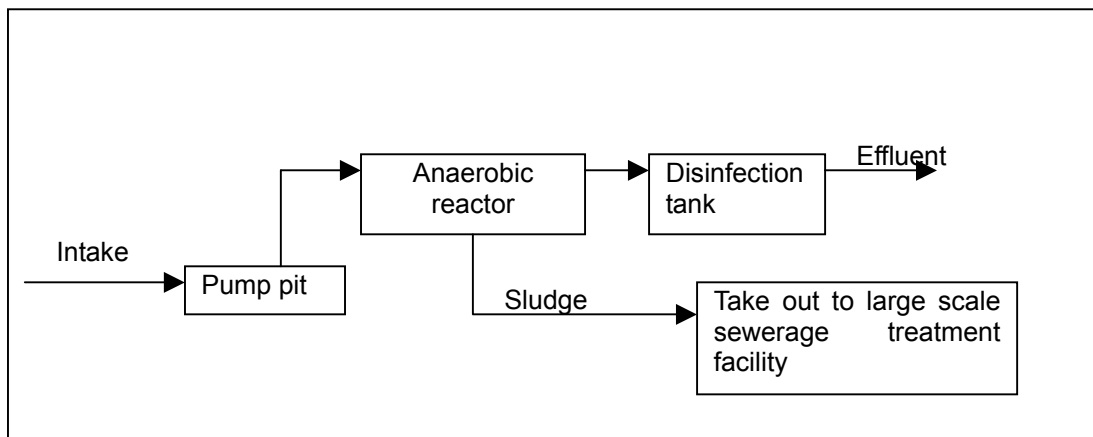 Intake
Pump pit
Anaerobic
reactor
Disinfection
tank
Effluent
Sludge
Take out to large scale
sewerage treatment
facility